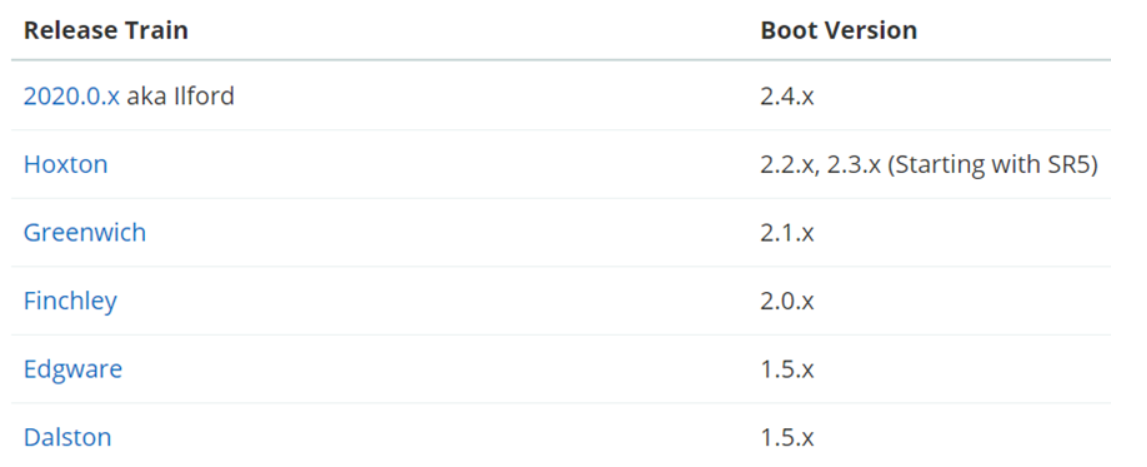 Release Train Boot Version
2020.0.x aka Ilford 2.4.x
Hoxton 2.2.x, 2.3.x (Starting with SR5)
Greenwich 2.1.x
Finchley 2.0.x
Edgware 1.5.x
Dalston 1.5.x